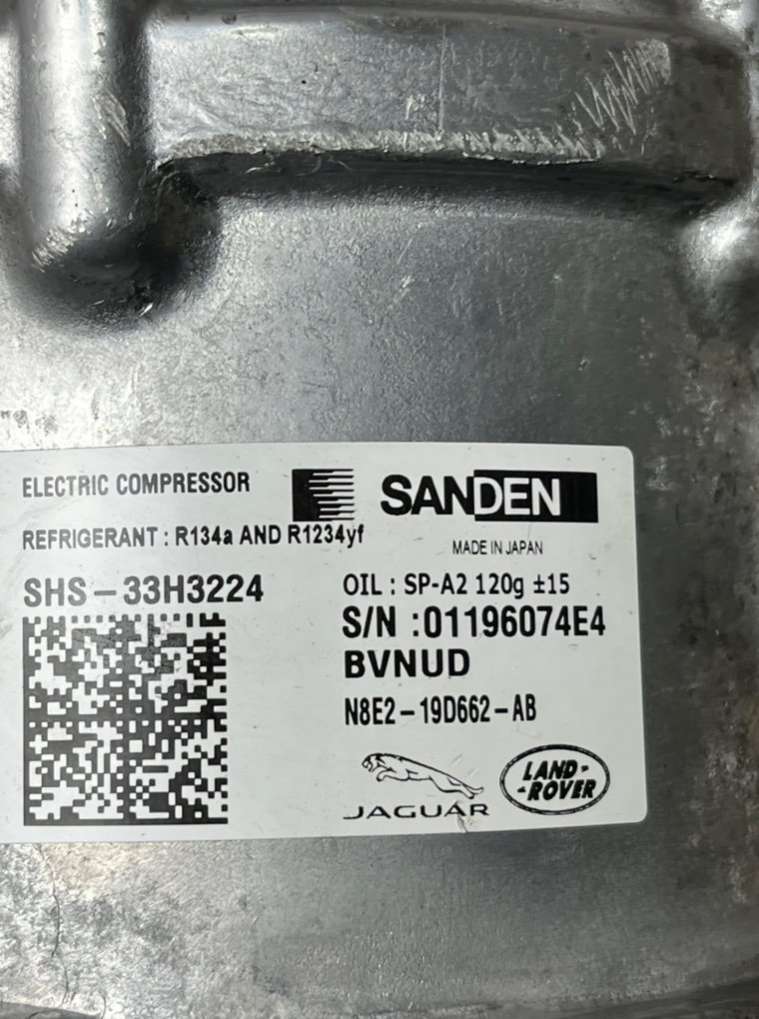 ELECTRIC COMPRESSOR
SANDEN
REFRIGERANT : R134a AND R1234yf
MADE IN JAPAN
SHS-33H3224
OIL : SP-A2 120g ±15
S/N :01196074E4
BVNUD
N8E2-19D662-AB
JAGUAR
LAND-
-ROVER